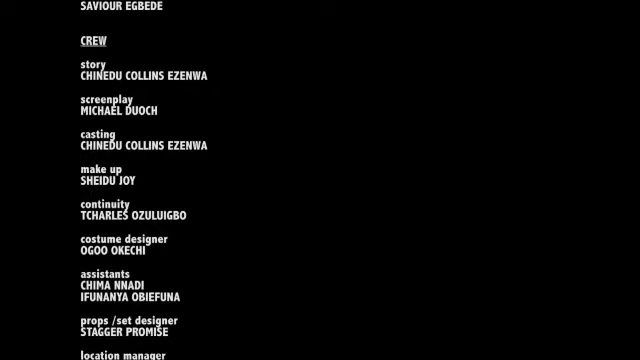 SAVIOUR EGBEDE
CREW
story
CHINEDU COLLINS EZENWA
screenplay
MICHAEL DUOCH
casting
CHINEDU COLLINS EZENWA
make up
SHEIDU JOY
continuity
TCHARLES OZULUIGBO
costume designer
OGOO OKECHI
assistants
CHIMA NNADI
IFUNANYA OBIEFUNA
props /set designer
STAGGER PROMISE
location manager